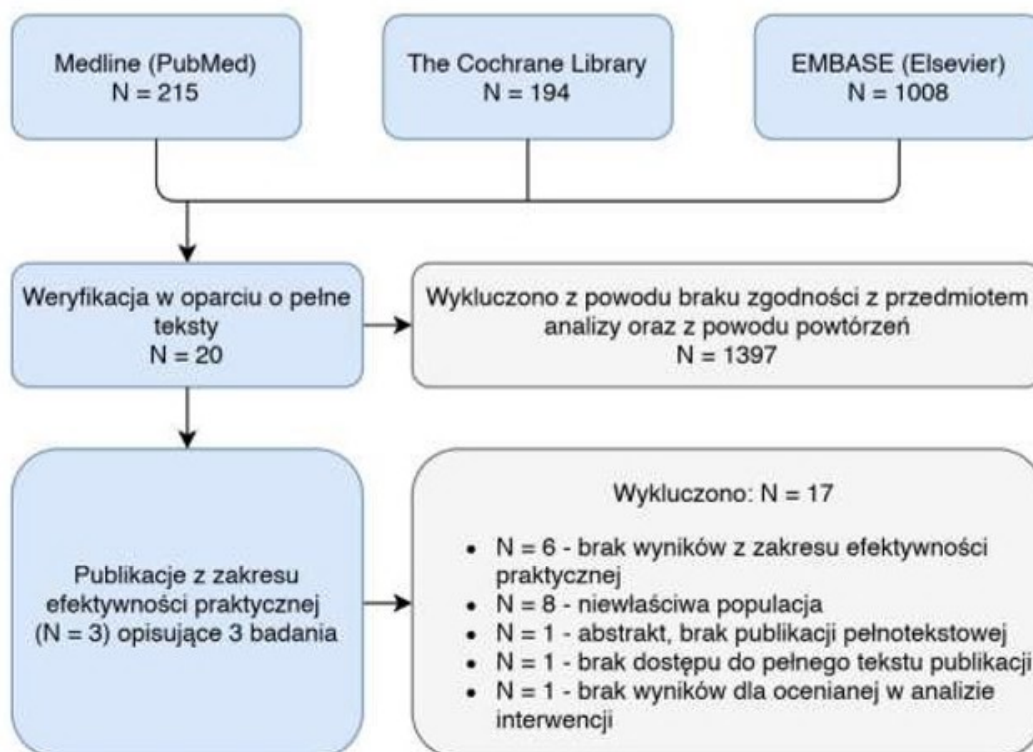 Medline (PubMed)
N = 215
The Cochrane Library
N = 194
EMBASE (Elsevier)
N = 1008
Weryfikacja w oparciu o pełne
teksty
N = 20
Wykluczono z powodu braku zgodności z przedmiotem
analizy oraz z powodu powtórzeń
N = 1397
Publikacje z zakresu
efektywności praktycznej
(N = 3) opisujące 3 badania
Wykluczono: N = 17
• N = 6 - brak wyników z zakresu efektywności
praktycznej
• N = 8 - niewłaściwa populacja
• N = 1 - abstrakt, brak publikacji pełnotekstowej
• N = 1 - brak dostępu do pełnego tekstu publikacji
• N = 1 - brak wyników dla ocenianej w analizie
interwencji